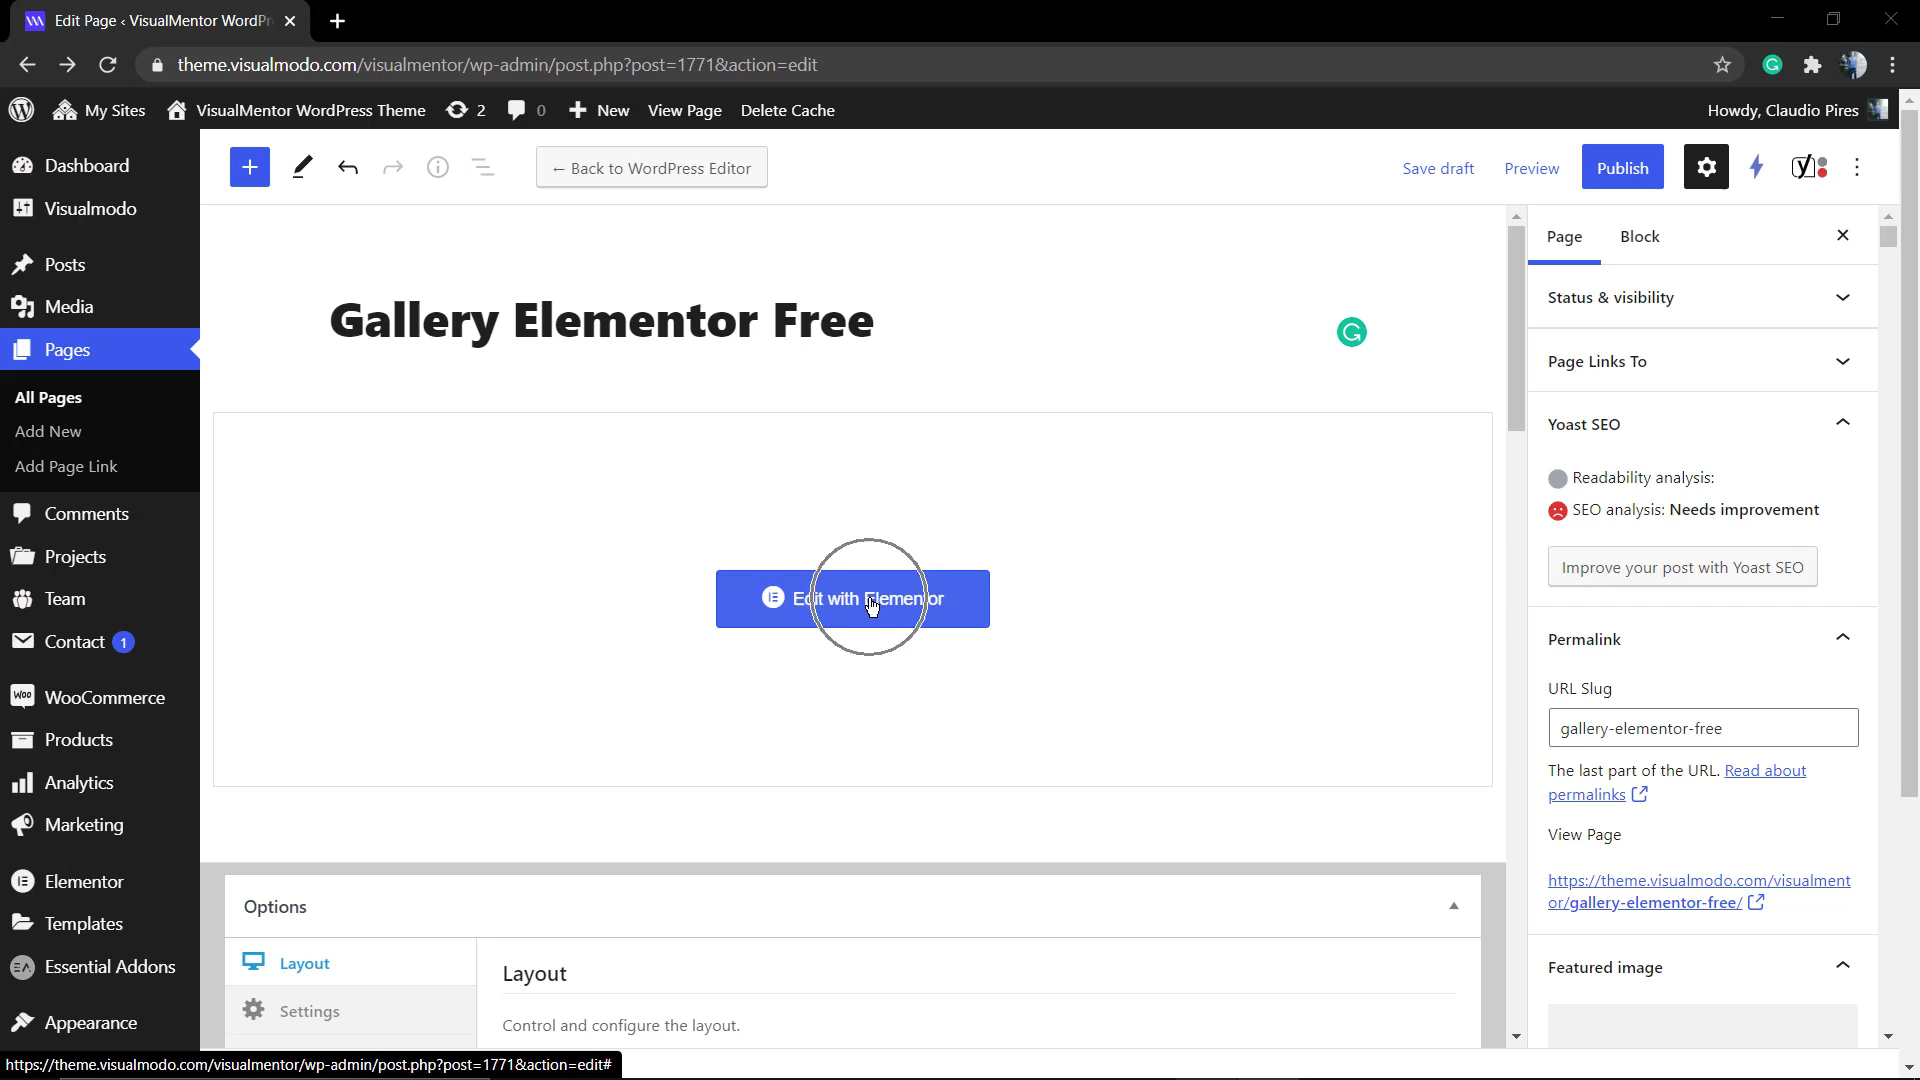 Edit Page ‹ VisualMentor WordPr
theme.visualmodo.com/visualmentor/wp-admin/post.php?post=1771&action=edit
My Sites
VisualMentor WordPress Theme
2
0
New
View Page
Delete Cache
Howdy, Claudio Pires
Dashboard
Visualmodo
Posts
Media
Pages
All Pages
Add New
Add Page Link
Comments
Projects
Team
Contact 1
WooCommerce
Products
Analytics
Marketing
Elementor
Templates
Essential Addons
Appearance
← Back to WordPress Editor
Save draft
Preview
Publish
Gallery Elementor Free
Edit with Elementor
Options
Layout
Settings
Layout
Control and configure the layout.
Page
Block
Status & visibility
Page Links To
Yoast SEO
Readability analysis:
SEO analysis: Needs improvement
Improve your post with Yoast SEO
Permalink
URL Slug
gallery-elementor-free
The last part of the URL. Read about
permalinks
View Page
https://theme.visualmodo.com/visualment
or/gallery-elementor-free/
Featured image
https://theme.visualmodo.com/visualmentor/wp-admin/post.php?post=1771&action=edit#